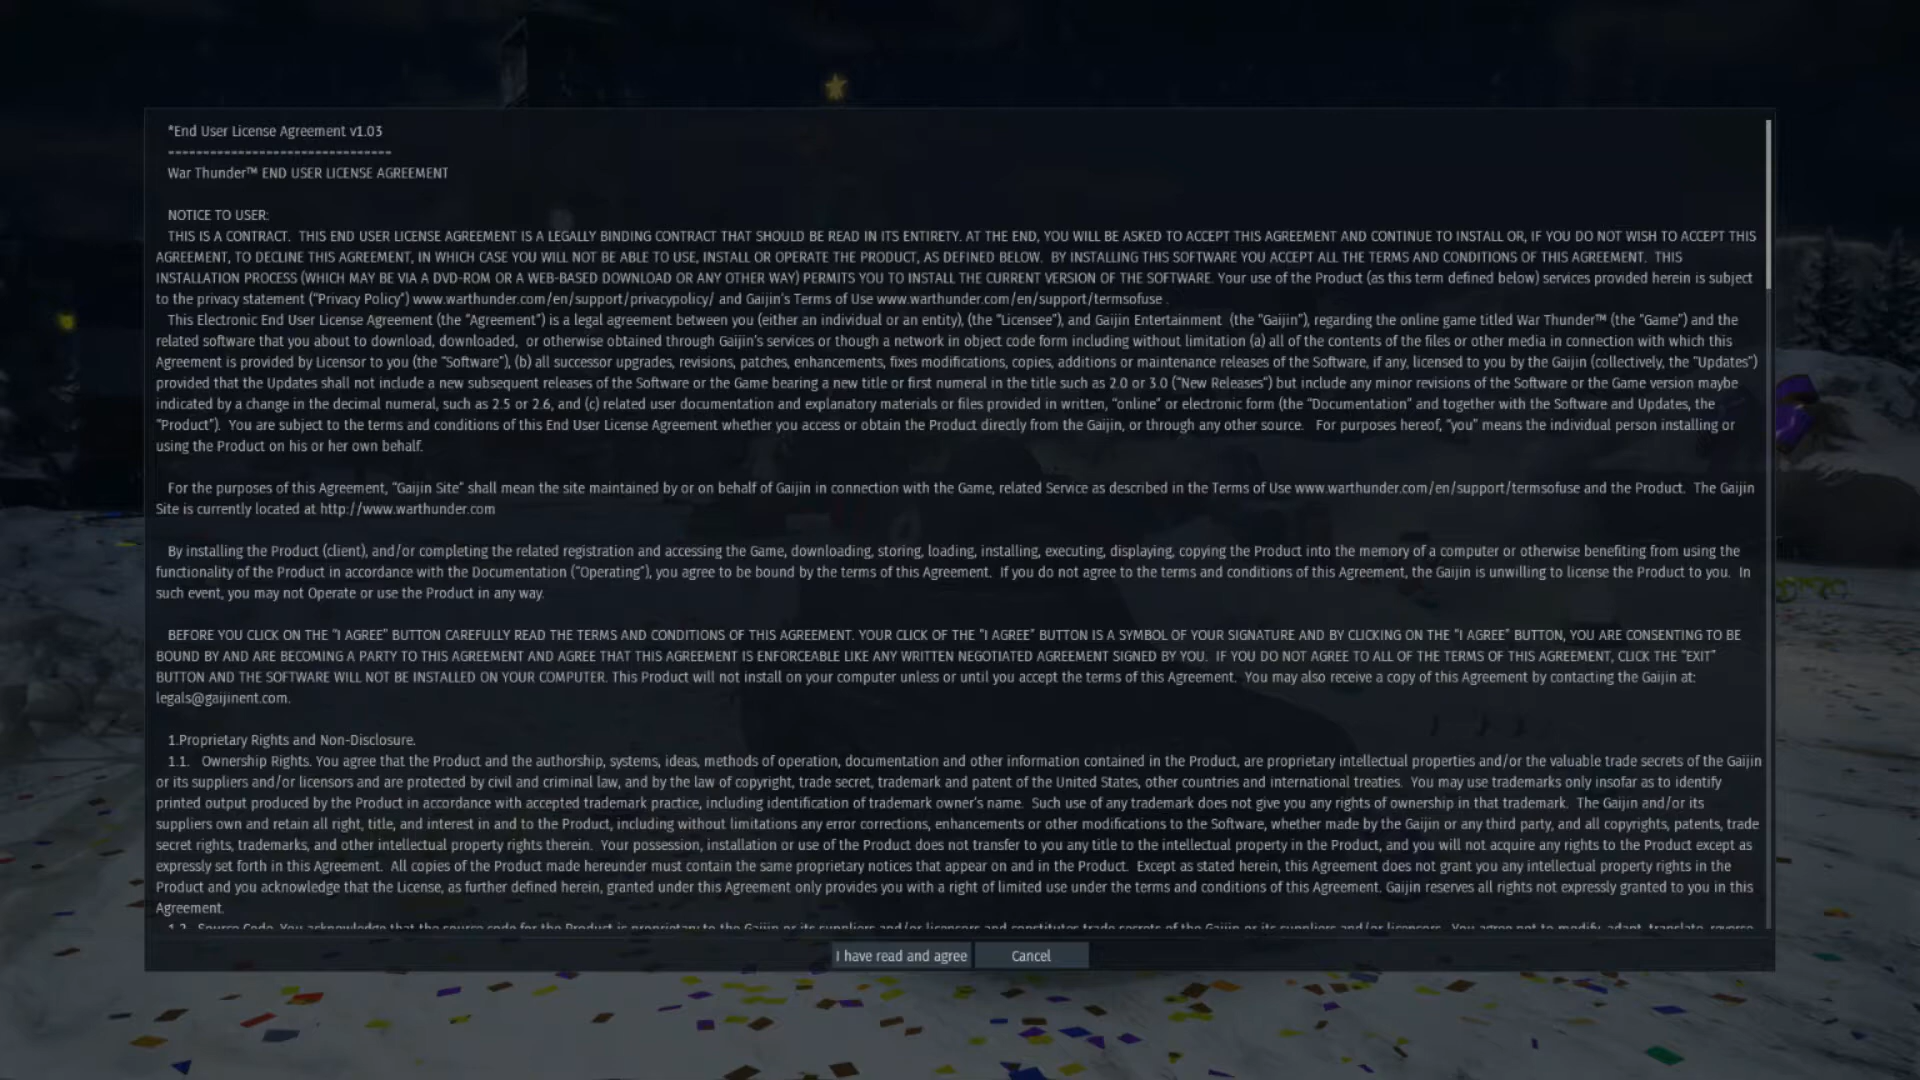 *End User License Agreement v1.03
--------------------------------
War Thunder™ END USER LICENSE AGREEMENT
NOTICE TO USER:
THIS IS A CONTRACT.  THIS END USER LICENSE AGREEMENT IS A LEGALLY BINDING CONTRACT THAT SHOULD BE READ IN ITS ENTIRETY. AT THE END, YOU WILL BE ASKED TO ACCEPT THIS AGREEMENT AND CONTINUE TO INSTALL OR, IF YOU DO NOT WISH TO ACCEPT THIS
AGREEMENT, TO DECLINE THIS AGREEMENT, IN WHICH CASE YOU WILL NOT BE ABLE TO USE, INSTALL OR OPERATE THE PRODUCT, AS DEFINED BELOW.  BY INSTALLING THIS SOFTWARE YOU ACCEPT ALL THE TERMS AND CONDITIONS OF THIS AGREEMENT.  THIS
INSTALLATION PROCESS (WHICH MAY BE VIA A DVD-ROM OR A WEB-BASED DOWNLOAD OR ANY OTHER WAY) PERMITS YOU TO INSTALL THE CURRENT VERSION OF THE SOFTWARE. Your use of the Product (as this term defined below) services provided herein is subject
to the privacy statement (“Privacy Policy”) www.warthunder.com/en/support/privacypolicy/ and Gaijin’s Terms of Use www.warthunder.com/en/support/termsofuse .
This Electronic End User License Agreement (the “Agreement”) is a legal agreement between you (either an individual or an entity), (the “Licensee”), and Gaijin Entertainment  (the “Gaijin”), regarding the online game titled War Thunder™ (the “Game”) and the
related software that you about to download, downloaded,  or otherwise obtained through Gaijin’s services or though a network in object code form including without limitation (a) all of the contents of the files or other media in connection with which this
Agreement is provided by Licensor to you (the “Software”), (b) all successor upgrades, revisions, patches, enhancements, fixes modifications, copies, additions or maintenance releases of the Software, if any, licensed to you by the Gaijin (collectively, the “Updates”)
provided that the Updates shall not include a new subsequent releases of the Software or the Game bearing a new title or first numeral in the title such as 2.0 or 3.0 (“New Releases”) but include any minor revisions of the Software or the Game version maybe
indicated by a change in the decimal numeral, such as 2.5 or 2.6, and (c) related user documentation and explanatory materials or files provided in written, “online” or electronic form (the “Documentation” and together with the Software and Updates, the
“Product”).  You are subject to the terms and conditions of this End User License Agreement whether you access or obtain the Product directly from the Gaijin, or through any other source.   For purposes hereof, “you” means the individual person installing or
using the Product on his or her own behalf.
For the purposes of this Agreement, “Gaijin Site” shall mean the site maintained by or on behalf of Gaijin in connection with the Game, related Service as described in the Terms of Use www.warthunder.com/en/support/termsofuse and the Product.  The Gaijin
Site is currently located at http://www.warthunder.com
By installing the Product (client), and/or completing the related registration and accessing the Game, downloading, storing, loading, installing, executing, displaying, copying the Product into the memory of a computer or otherwise benefiting from using the
functionality of the Product in accordance with the Documentation (“Operating”), you agree to be bound by the terms of this Agreement.  If you do not agree to the terms and conditions of this Agreement, the Gaijin is unwilling to license the Product to you.  In
such event, you may not Operate or use the Product in any way.
BEFORE YOU CLICK ON THE “I AGREE” BUTTON CAREFULLY READ THE TERMS AND CONDITIONS OF THIS AGREEMENT. YOUR CLICK OF THE “I AGREE” BUTTON IS A SYMBOL OF YOUR SIGNATURE AND BY CLICKING ON THE “I AGREE” BUTTON, YOU ARE CONSENTING TO BE
BOUND BY AND ARE BECOMING A PARTY TO THIS AGREEMENT AND AGREE THAT THIS AGREEMENT IS ENFORCEABLE LIKE ANY WRITTEN NEGOTIATED AGREEMENT SIGNED BY YOU.  IF YOU DO NOT AGREE TO ALL OF THE TERMS OF THIS AGREEMENT, CLICK THE “EXIT”
BUTTON AND THE SOFTWARE WILL NOT BE INSTALLED ON YOUR COMPUTER. This Product will not install on your computer unless or until you accept the terms of this Agreement.  You may also receive a copy of this Agreement by contacting the Gaijin at:
legals@gaijinent.com.
1.Proprietary Rights and Non-Disclosure.
1.1.   Ownership Rights. You agree that the Product and the authorship, systems, ideas, methods of operation, documentation and other information contained in the Product, are proprietary intellectual properties and/or the valuable trade secrets of the Gaijin
or its suppliers and/or licensors and are protected by civil and criminal law, and by the law of copyright, trade secret, trademark and patent of the United States, other countries and international treaties.  You may use trademarks only insofar as to identify
printed output produced by the Product in accordance with accepted trademark practice, including identification of trademark owner’s name.  Such use of any trademark does not give you any rights of ownership in that trademark.  The Gaijin and/or its
suppliers own and retain all right, title, and interest in and to the Product, including without limitations any error corrections, enhancements or other modifications to the Software, whether made by the Gaijin or any third party, and all copyrights, patents, trade
secret rights, trademarks, and other intellectual property rights therein.  Your possession, installation or use of the Product does not transfer to you any title to the intellectual property in the Product, and you will not acquire any rights to the Product except as
expressly set forth in this Agreement.  All copies of the Product made hereunder must contain the same proprietary notices that appear on and in the Product.  Except as stated herein, this Agreement does not grant you any intellectual property rights in the
Product and you acknowledge that the License, as further defined herein, granted under this Agreement only provides you with a right of limited use under the terms and conditions of this Agreement. Gaijin reserves all rights not expressly granted to you in this
Agreement.
1.2.  Source Code. You acknowledge that the source code for the Product is proprietary to the Gaijin or its suppliers and/or licensors and constitutes trade secrets of the Gaijin or its suppliers and/or licensors.  You agree not to modify, adapt, translate, reverse
I have read and agree
Cancel